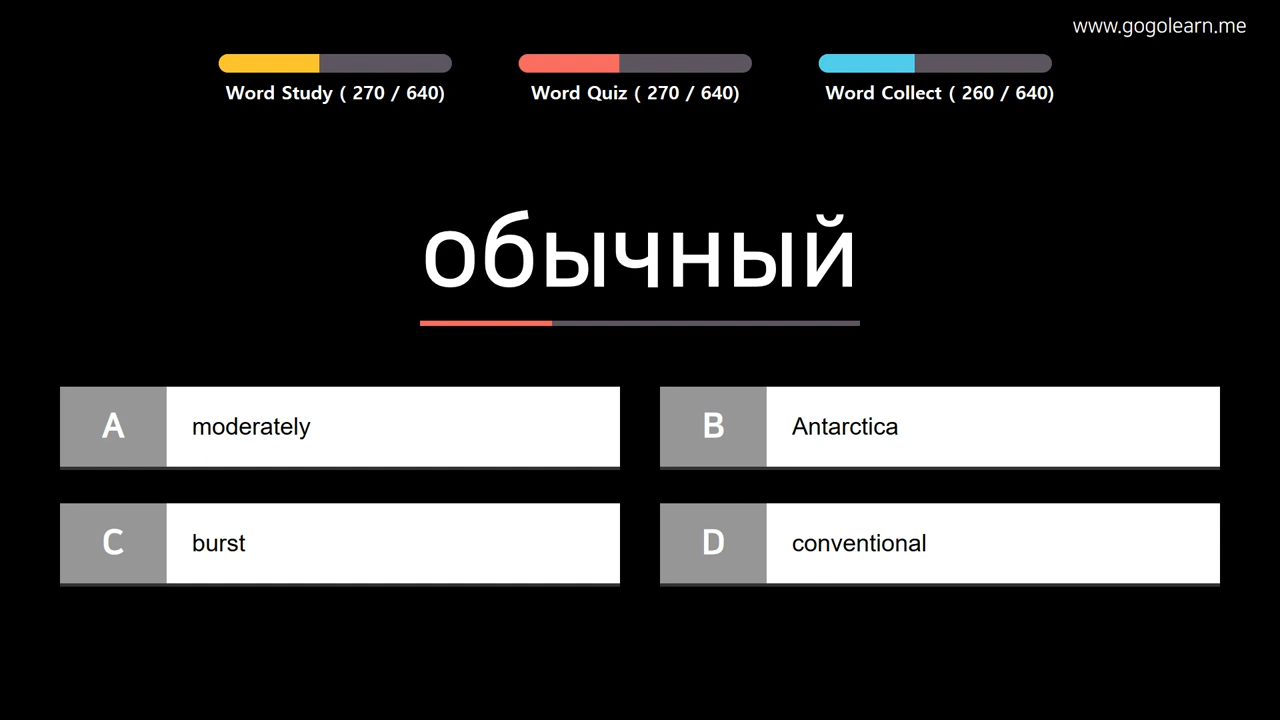 www.gogolearn.me
Word Study ( 270 / 640)
Word Quiz ( 270 / 640)
Word Collect ( 260 / 640)
обычный
A moderately
B Antarctica
C burst
D conventional